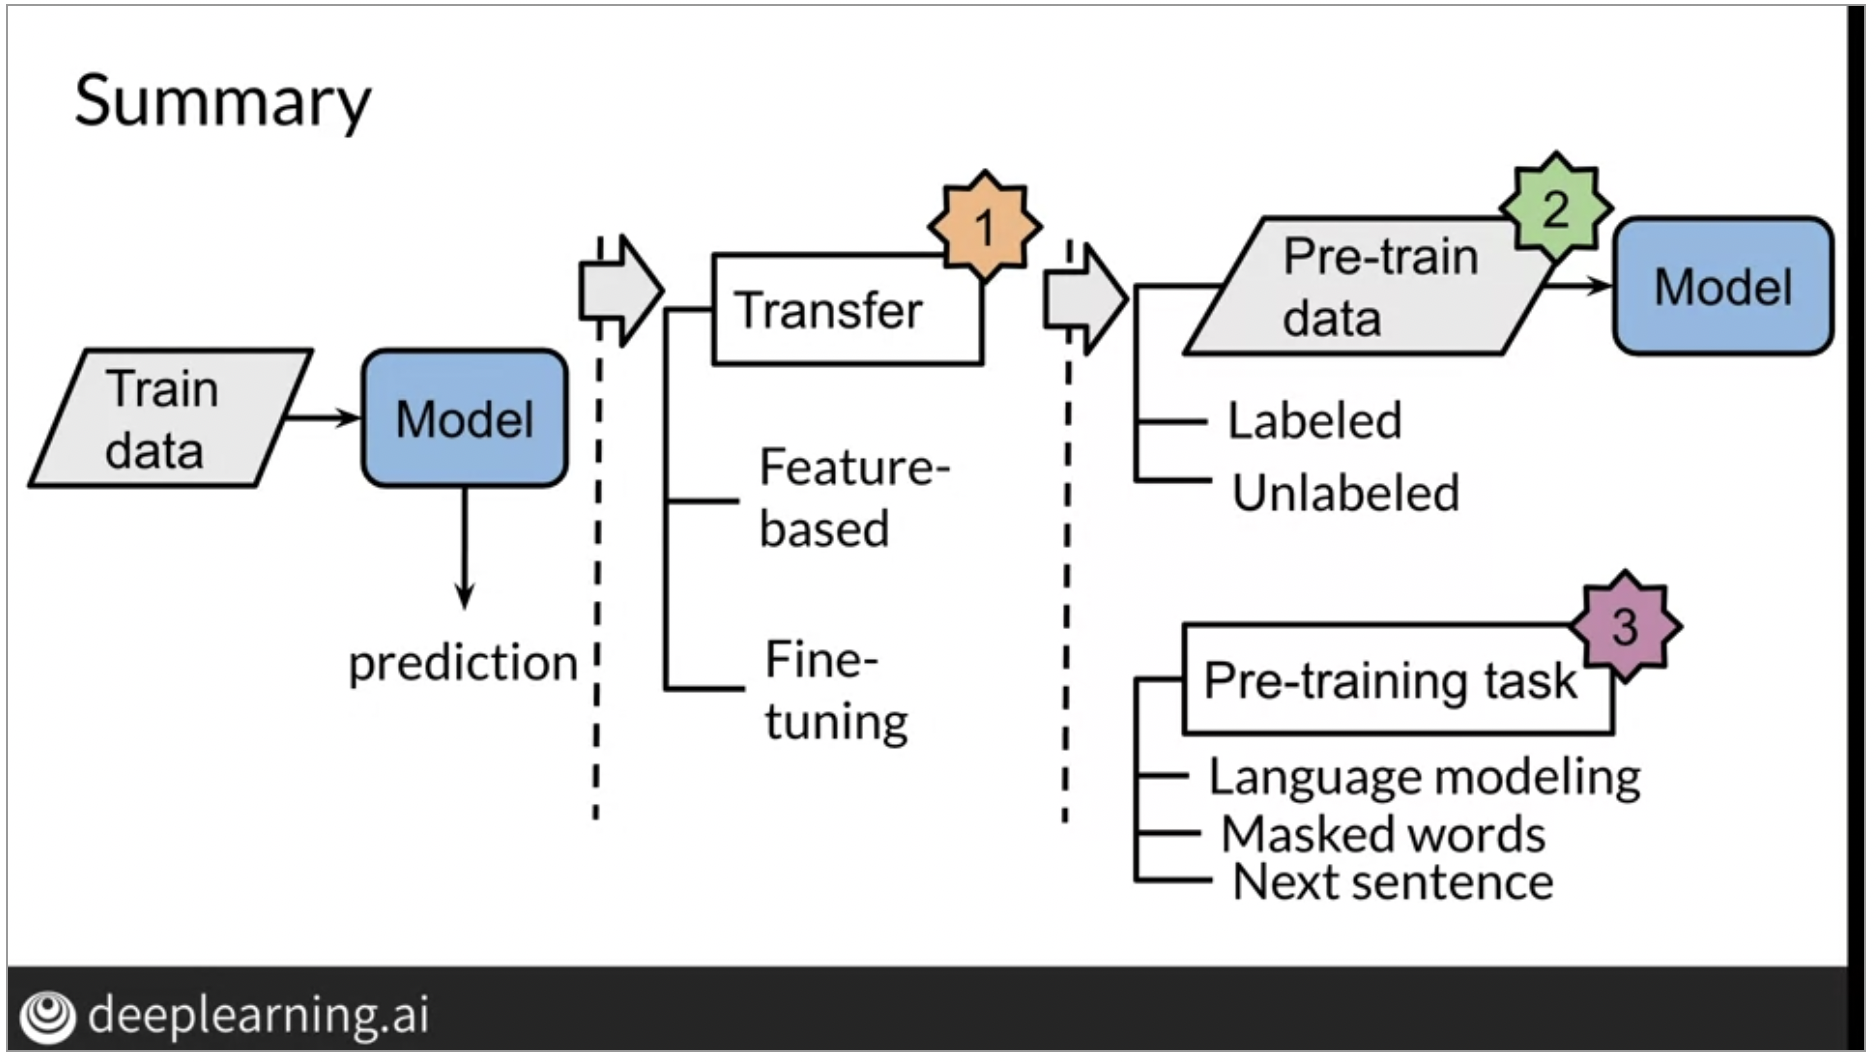 Summary
Train
data
Model
prediction
1
Transfer
Feature-
based
Fine-
tuning
2
Pre-train
data
Model
Labeled
Unlabeled
3
Pre-training task
Language modeling
Masked words
Next sentence
deeplearning.ai